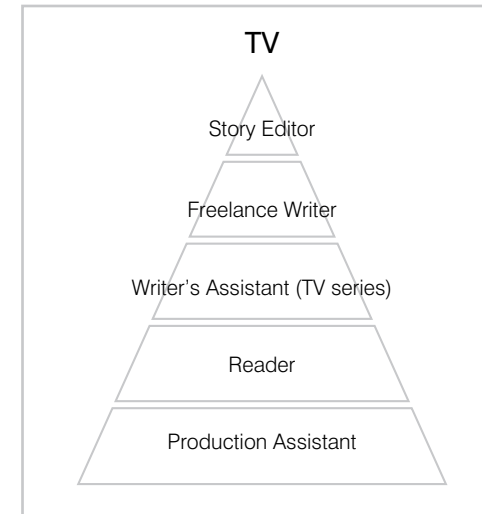 TV
Story Editor
Freelance Writer
Writer's Assistant (TV series)
Reader
Production Assistant